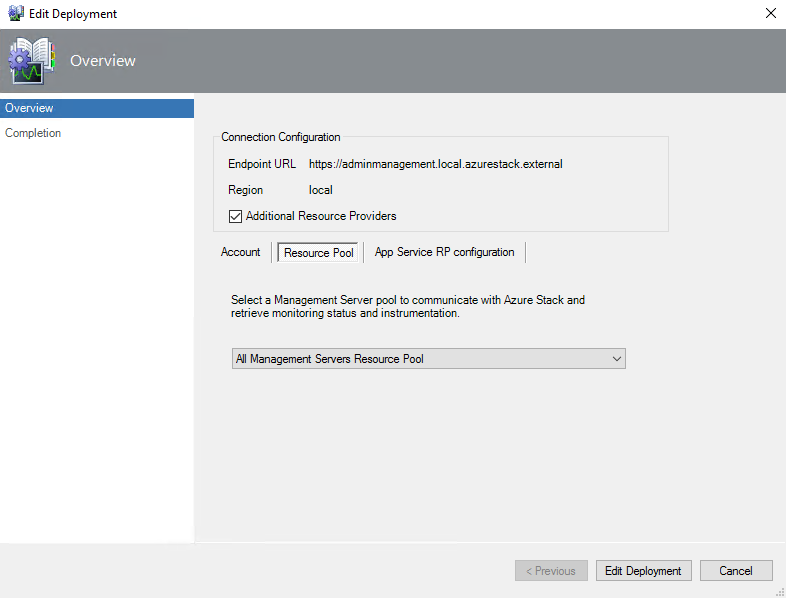 Edit Deployment
Overview
Overview
Completion
Connection Configuration
Endpoint URL https://adminmanagement.local.azurestack.external
Region local
Additional Resource Providers
Account Resource Pool App Service RP configuration
Select a Management Server pool to communicate with Azure Stack and
retrieve monitoring status and instrumentation.
All Management Servers Resource Pool
< Previous Edit Deployment Cancel